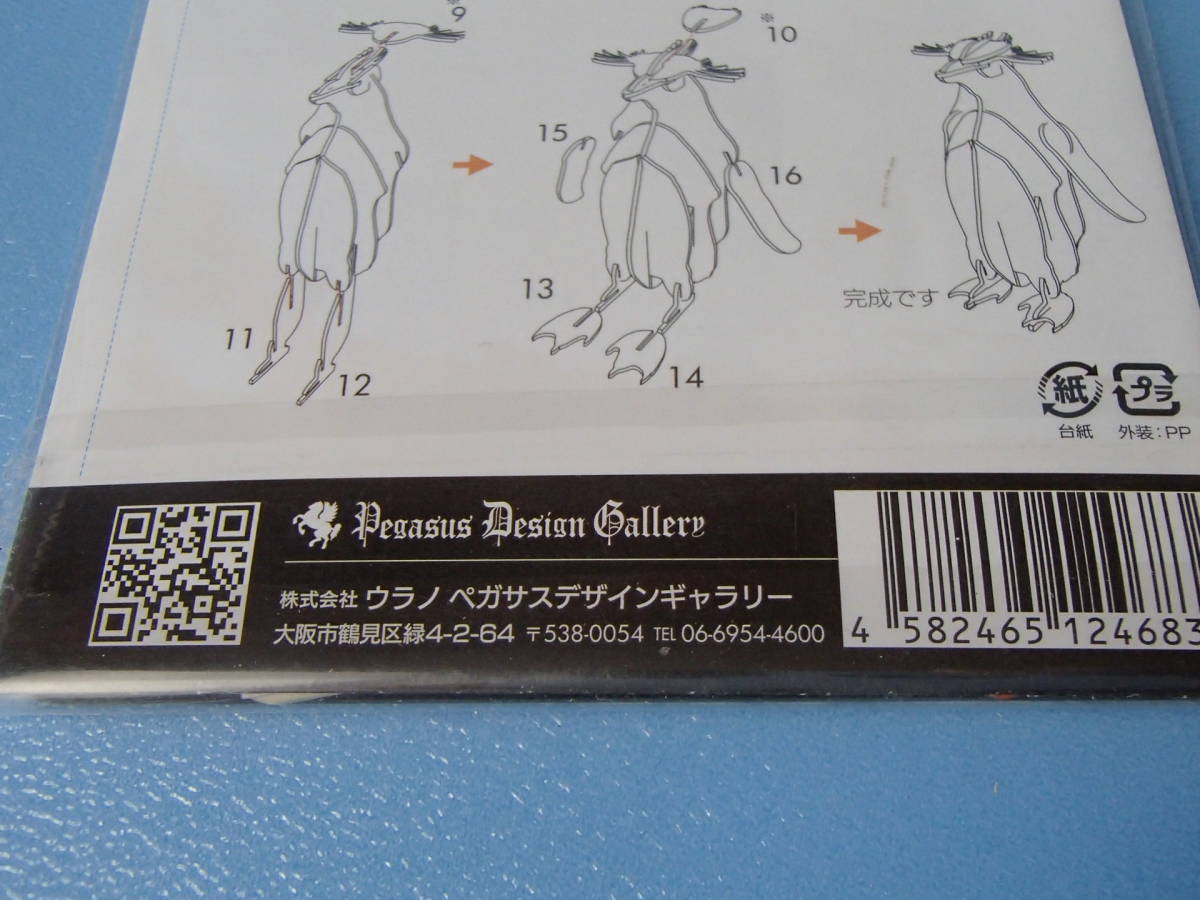 ※
9
※
10
15
16
13
11
12
14
完成です
紙
プラ
台紙 外装：PP
Pegasus Design Gallery
株式会社 ウラノ ペガサスデザインギャラリー
大阪市鶴見区緑4-2-64 〒538-0054 TEL 06-6954-4600
4 582465 124683